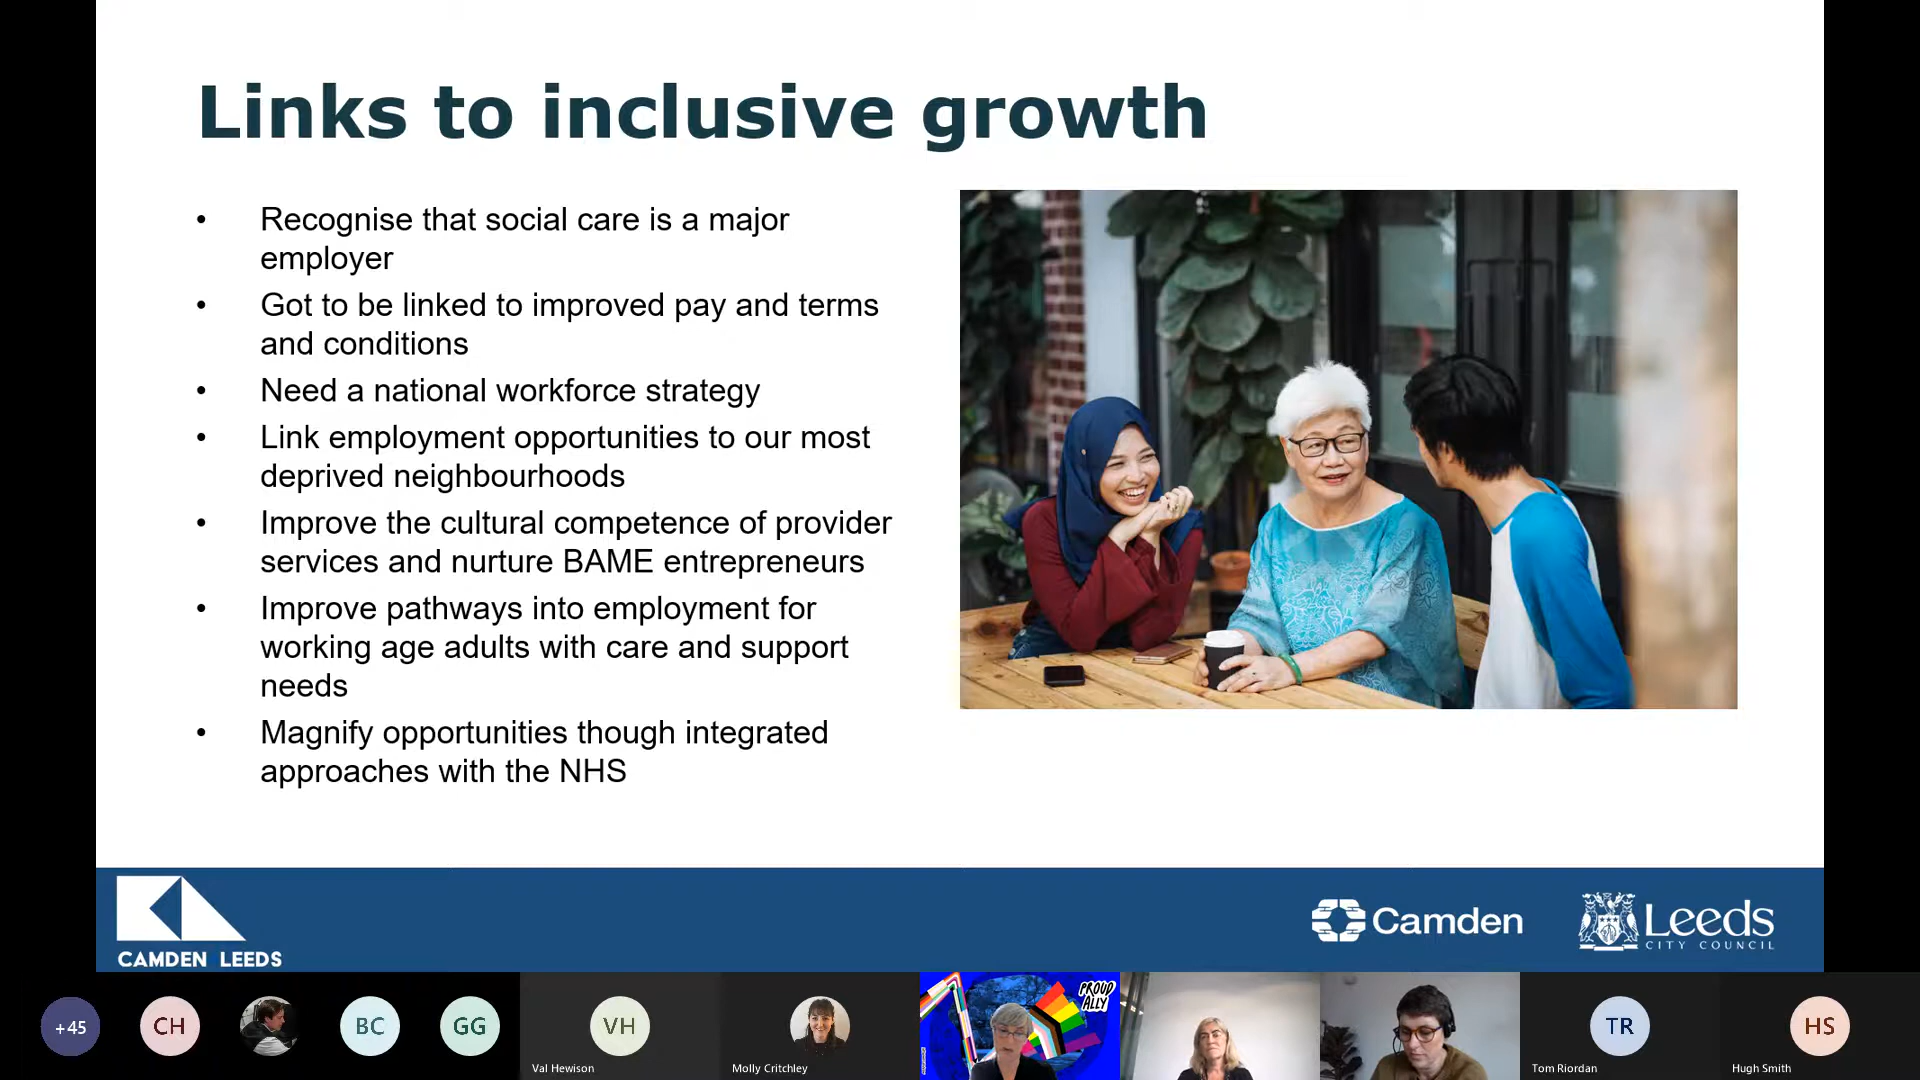 Links to inclusive growth
• Recognise that social care is a major
employer
• Got to be linked to improved pay and terms
and conditions
• Need a national workforce strategy
• Link employment opportunities to our most
deprived neighbourhoods
• Improve the cultural competence of provider
services and nurture BAME entrepreneurs
• Improve pathways into employment for
working age adults with care and support
needs
• Magnify opportunities though integrated
approaches with the NHS
CAMDEN LEEDS
Camden
Leeds
CITY COUNCIL
+45
CH
BC
GG
VH
Val Hewison
Molly Critchley
PROUD
ALLY
TR
Tom Riordan
HS
Hugh Smith